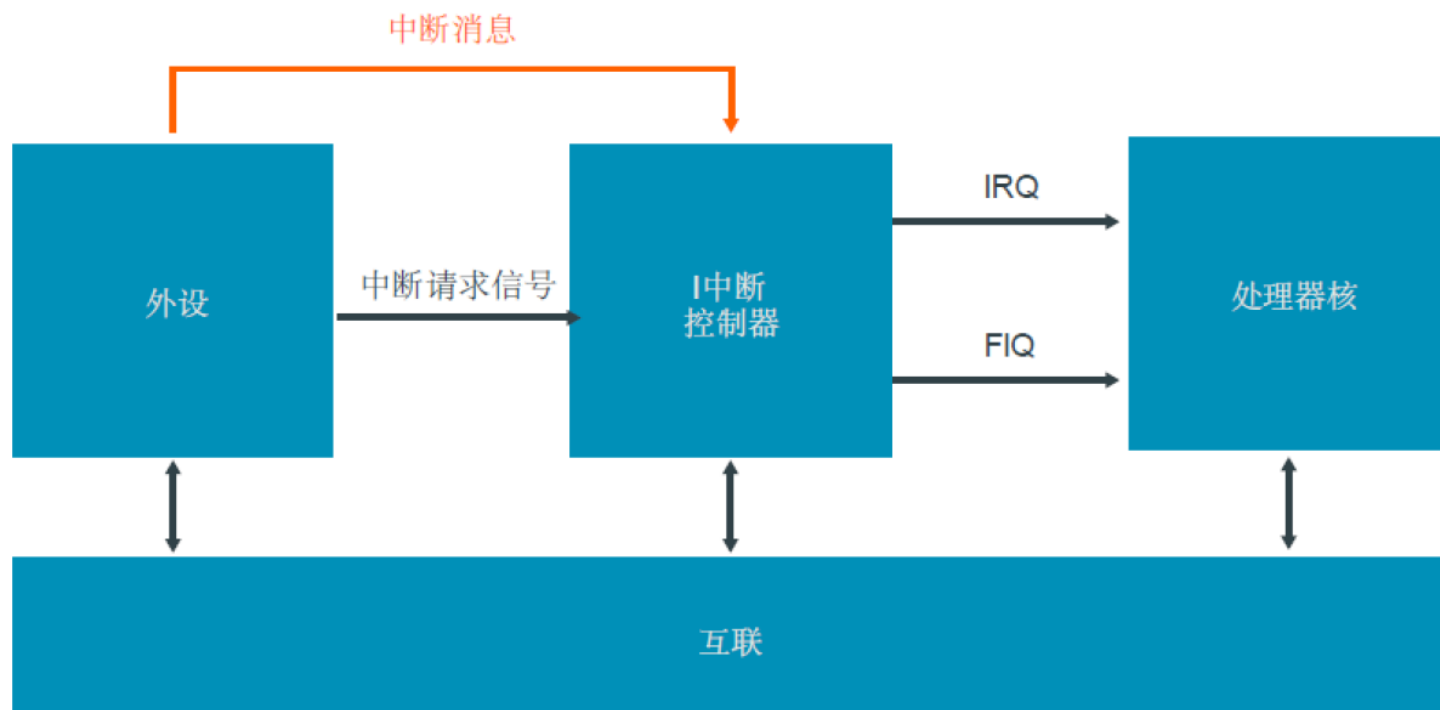 中断消息
IRQ
外设
中断请求信号
I中断
控制器
处理器核
FIQ
互联